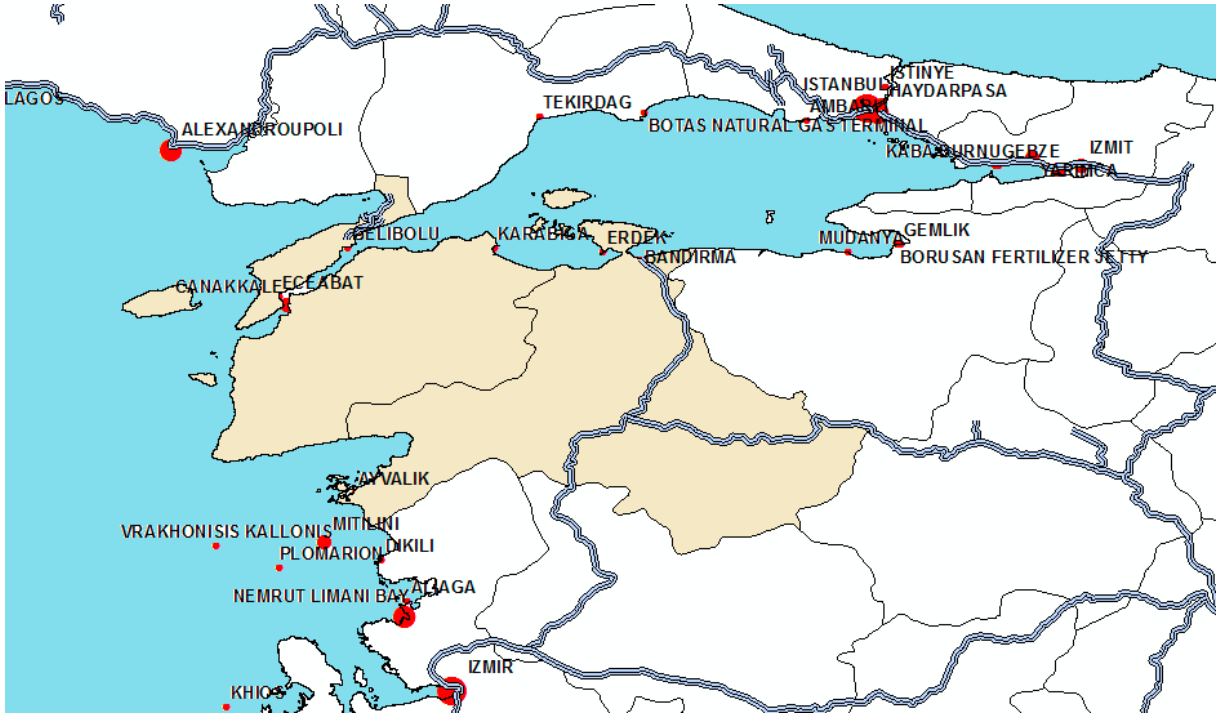 ISTINYE
ISTANBUL
HAYDARPASA
LAGOS
TEKIRDAG
AMBARLI
ALEXANDROUPOLI
BOTAS NATURAL GAS TERMINAL
IZMIT
YARIMCA
GELIBOLU
KARABIGA
ERDEK
MUDANYA
GEMLIK
BANDIRMA
BORUSAN FERTILIZER JETTY
CANAKKALE
ECEABAT
AYVALIK
VRAKHONISIS KALLONIS
MITILINI
PLOMARION
DIKILI
ALIAGA
NEMRUT LIMANI BAY
IZMIR
KHIOS